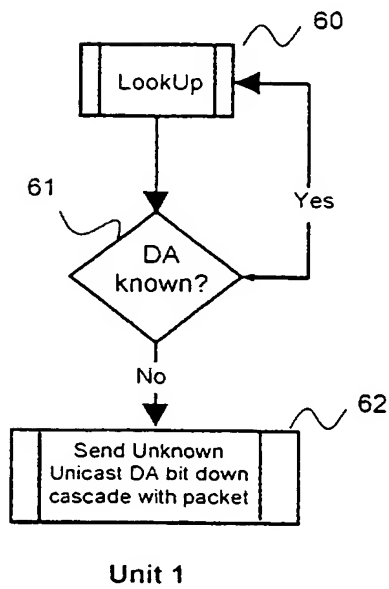 60
LookUp
61
Yes
DA
known?
No
62
Send Unknown
Unicast DA bit down
cascade with packet
Unit 1